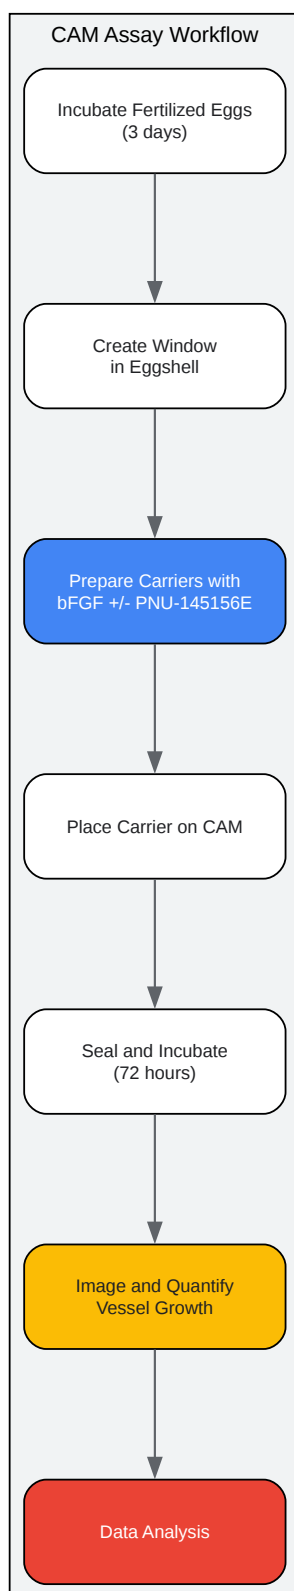 CAM Assay Workflow
Incubate Fertilized Eggs
(3 days)
Create Window
in Eggshell
Prepare Carriers with
bFGF +/- PNU-145156E
Place Carrier on CAM
Seal and Incubate
(72 hours)
Image and Quantify
Vessel Growth
Data Analysis